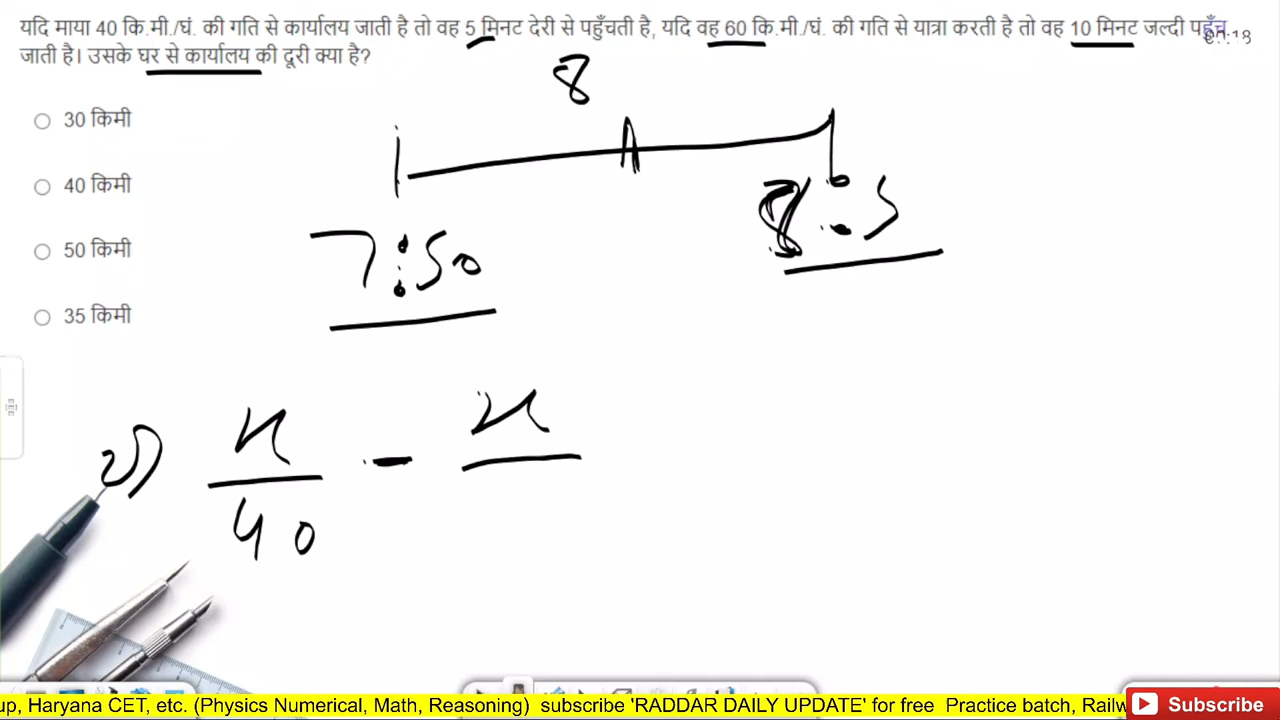 यदि माया 40 कि.मी./घं. की गति से कार्यालय जाती है तो वह 5 मिनट देरी से पहुँचती है, यदि वह 60 कि.मी./घं. की गति से यात्रा करती है तो वह 10 मिनट जल्दी पहुँच
जाती है। उसके घर से कार्यालय की दूरी क्या है?
8
30 किमी
40 किमी
50 किमी
35 किमी
7:50
8:5
x/40 - x
up, Haryana CET, etc. (Physics Numerical, Math, Reasoning) subscribe 'RADDAR DAILY UPDATE' for free Practice batch, Railw
Subscribe